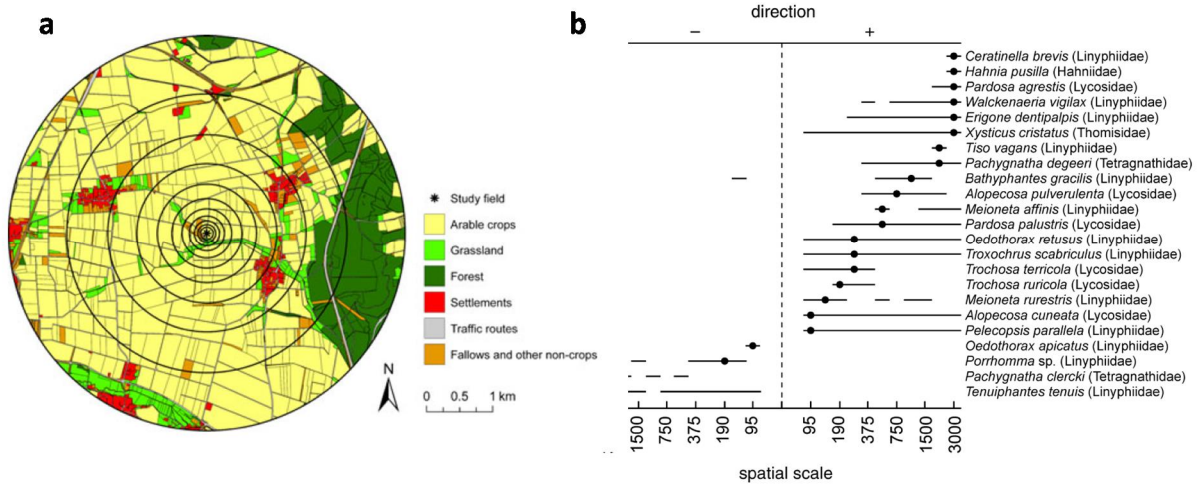 a
Study field
Arable crops
Grassland
Forest
Settlements
Traffic routes
Fallows and other non-crops
N
0 1 km
b
direction
− +
Ceratinella brevis (Linyphiidae)
Hahnia pusilla (Hahniidae)
Pardosa agrestis (Lycosidae)
Walckenaeria vigilax (Linyphiidae)
Erigone dentipalpis (Linyphiidae)
Xysticus cristatus (Thomisidae)
Tiso vagans (Linyphiidae)
Pachygnatha degeeri (Tetragnathidae)
Bathyphantes gracilis (Linyphiidae)
Alopecosa pulverulenta (Lycosidae)
Meioneta affinis (Linyphiidae)
Pardosa palustris (Lycosidae)
Oedothorax retusus (Linyphiidae)
Troxochrus scabriculus (Linyphiidae)
Trochosa terricola (Lycosidae)
Trochosa ruricola (Lycosidae)
Meioneta rurestris (Linyphiidae)
Alopecosa cuneata (Lycosidae)
Pelecopsis parallela (Linyphiidae)
Oedothorax apicatus (Linyphiidae)
Porrhomma sp. (Linyphiidae)
Pachygnatha clercki (Tetragnathidae)
Tenuiphantes tenuis (Linyphiidae)
1500 750 375 190 95 95 190 375 750 1500 3000
spatial scale